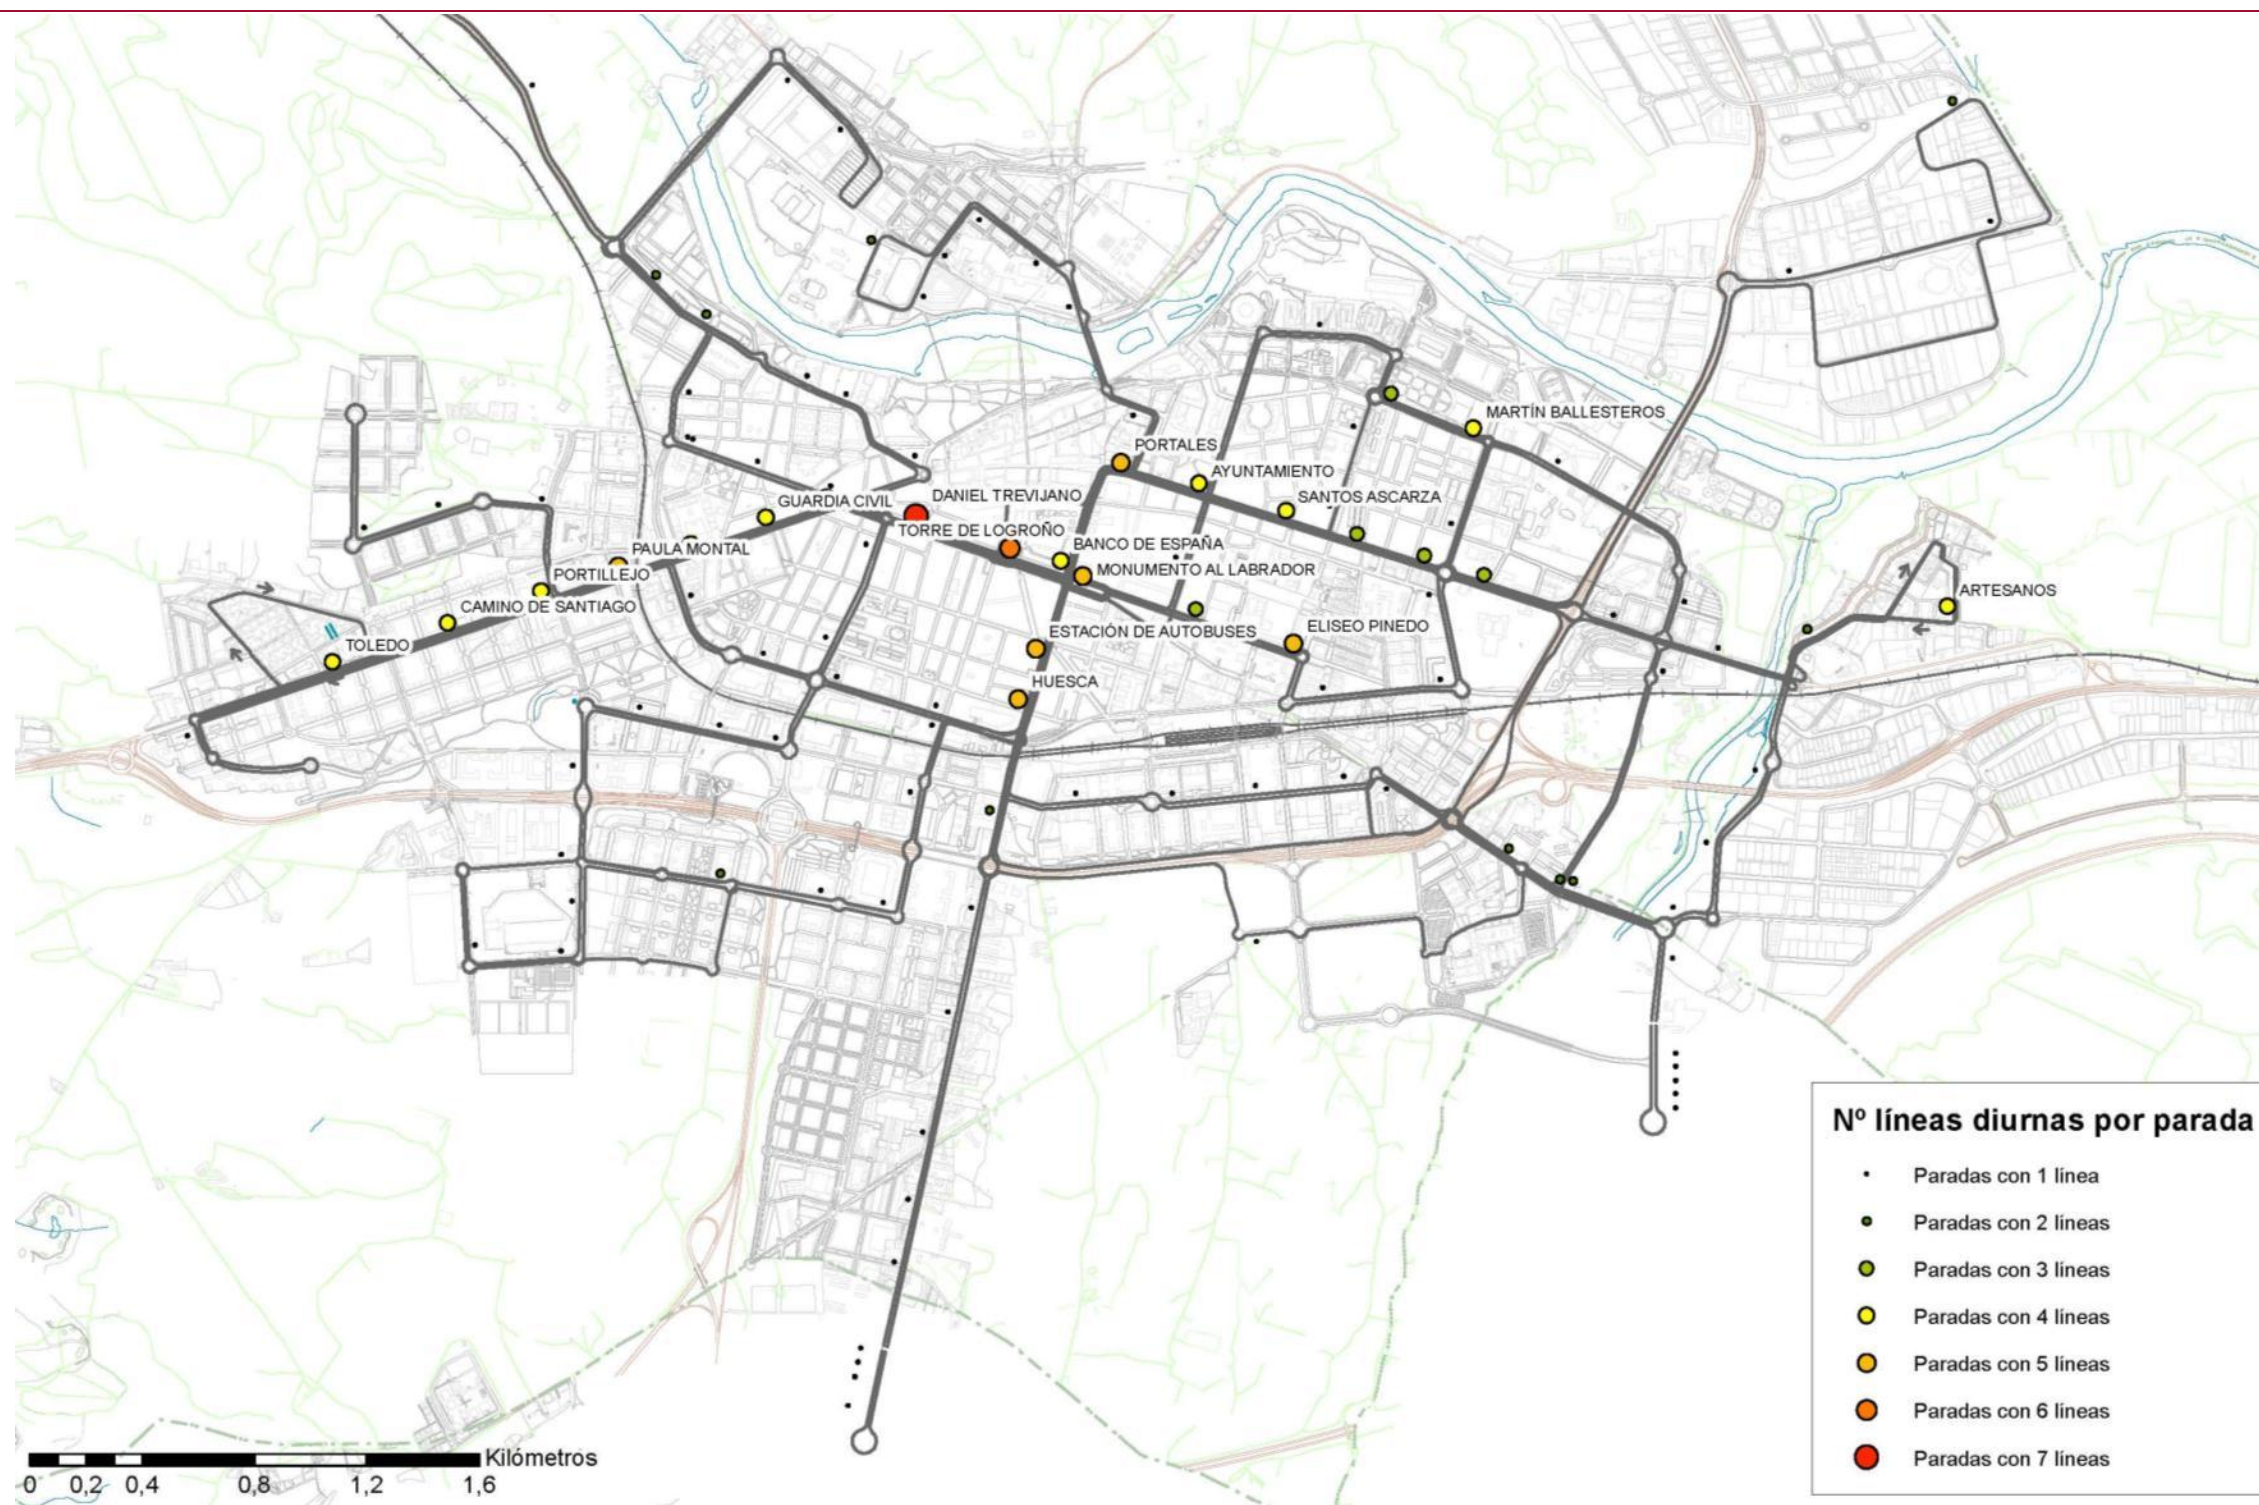 MARTÍN BALLESTEROS
PORTALES
AYUNTAMIENTO
GUARDIA CIVIL
DANIEL TREVIJANO
SANTOS ASCARZA
TORRE DE LOGROÑO
PAULA MONTAL
BANCO DE ESPAÑA
PORTILLEJO
MONUMENTO AL LABRADOR
ARTESANOS
CAMINO DE SANTIAGO
ELISEO PINEDO
ESTACIÓN DE AUTOBUSES
TOLEDO
HUESCA
Nº líneas diurnas por parada
Paradas con 1 línea
Paradas con 2 líneas
Paradas con 3 líneas
Paradas con 4 líneas
Paradas con 5 líneas
Paradas con 6 líneas
Paradas con 7 líneas
Kilómetros
0 0,2 0,4 0,8 1,2 1,6